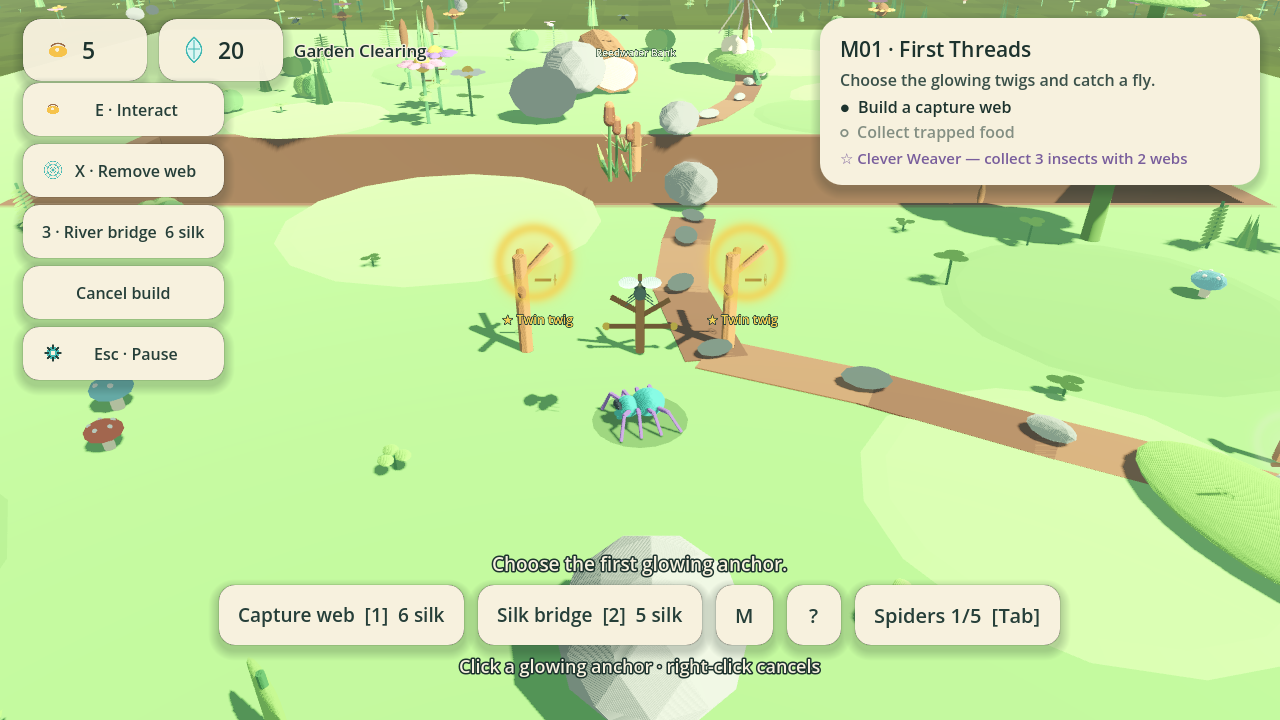 5
20
Garden Clearing
Reedwater Bank
E · Interact
X · Remove web
3 · River bridge 6 silk
Cancel build
Esc · Pause
M01 · First Threads
Choose the glowing twigs and catch a fly.
Build a capture web
Collect trapped food
☆ Clever Weaver — collect 3 insects with 2 webs
★ Twin twig
★ Twin twig
Choose the first glowing anchor.
Capture web [1] 6 silk
Silk bridge [2] 5 silk
M
?
Spiders 1/5 [Tab]
Click a glowing anchor · right-click cancels